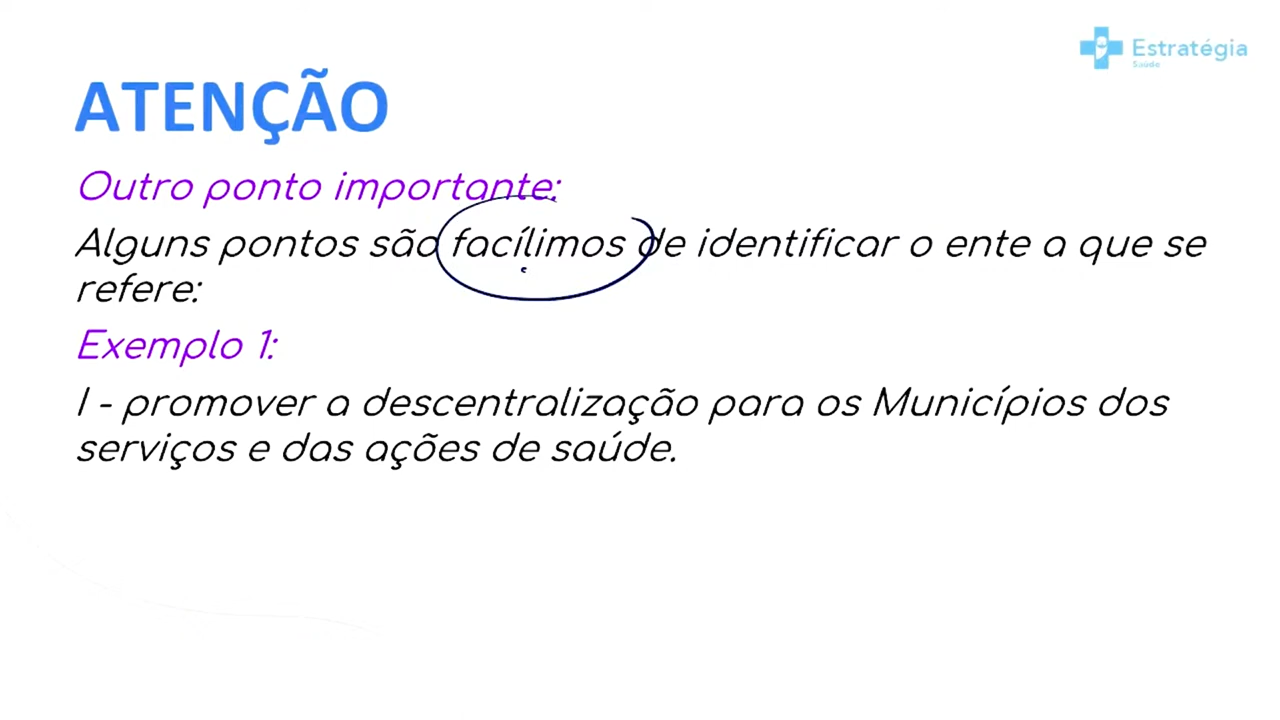 Estratégia
Saúde
ATENÇÃO
Outro ponto importante:
Alguns pontos são facílimos de identificar o ente a que se
refere:
Exemplo 1:
I - promover a descentralização para os Municípios dos
serviços e das ações de saúde.